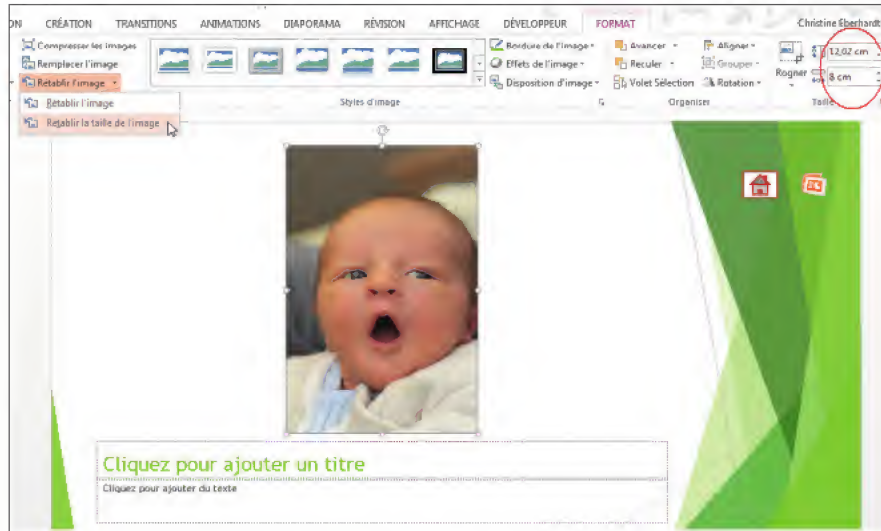 ON CRÉATION TRANSITIONS ANIMATIONS DIAPORAMA RÉVISION AFFICHAGE DÉVELOPPEUR FORMAT Christine Eberhardt
Compresser les images
Remplacer l'image
Rétablir l'image
Rétablir l'image
Rétablir la taille de l'image
Styles d'image
Bordure de l'image
Effets de l'image
Disposition d'image
Avancer
Reculer
Volet Sélection
Aligner
Grouper
Rotation
Organiser
Rogner
12,02 cm
8 cm
Taille
Cliquez pour ajouter un titre
Cliquez pour ajouter du texte